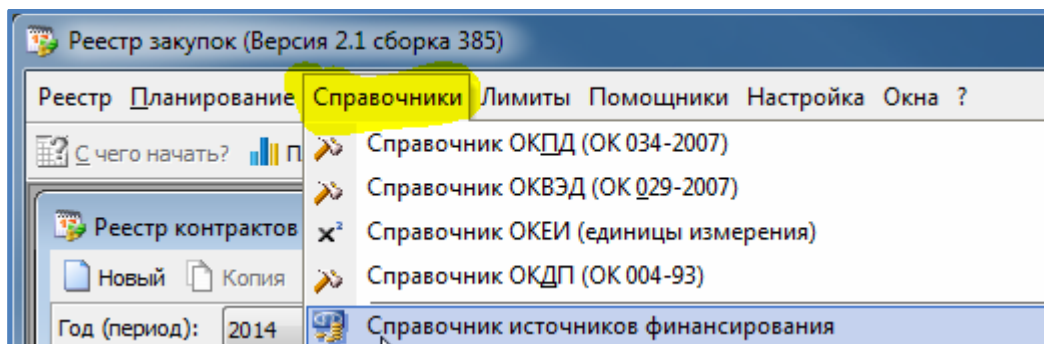 Реестр закупок (Версия 2.1 сборка 385)
Реестр Планирование Справочники Лимиты Помощники Настройка Окна ?
С чего начать? П
Справочник ОКПД (ОК 034-2007)
Справочник ОКВЭД (ОК 029-2007)
Реестр контрактов
Справочник ОКЕИ (единицы измерения)
Новый Копия
Справочник ОКДП (ОК 004-93)
Год (период): 2014
Справочник источников финансирования